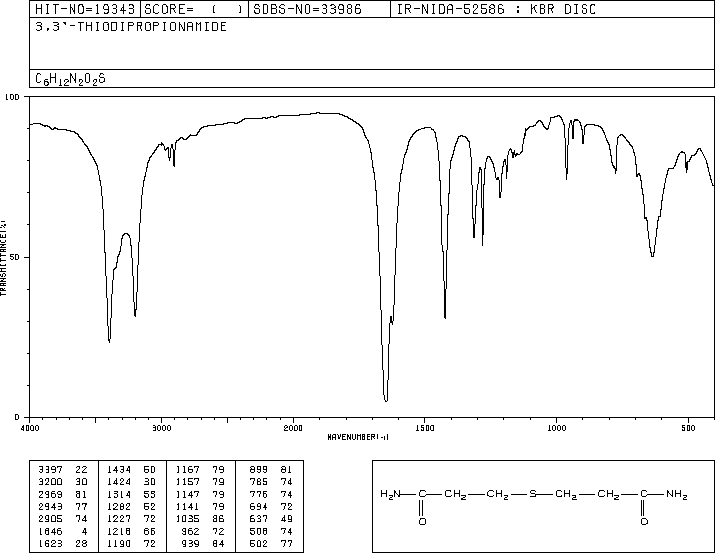 HIT-NO=19343 SCORE= ( ) SDBS-NO=33986 IR-NIDA-52586 : KBR DISC
3,3'-THIODIPROPIONAMIDE
C6H12N2O2S
100
50
0
TRANSMITTANCE(%)
4000 3000 2000 1500 1000 500
WAVENUMBER(-1)
3397 22 1434 60 1167 79 899 81
3200 30 1424 30 1157 79 785 74
2969 81 1314 55 1147 79 776 74
2943 77 1282 52 1141 79 694 72
2905 74 1227 72 1035 86 637 49
1646 4 1218 66 962 72 508 74
1623 28 1190 72 939 84 502 77
H2N C CH2 CH2 S CH2 CH2 C NH2
O O